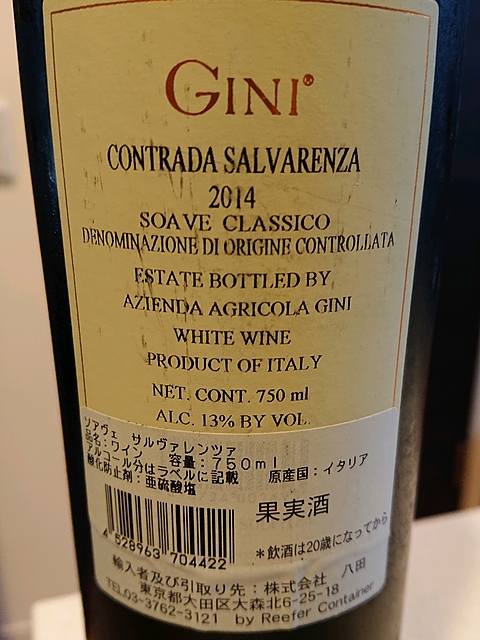 GINI®
CONTRADA SALVARENZA
2014
SOAVE CLASSICO
DENOMINAZIONE DI ORIGINE CONTROLLATA
ESTATE BOTTLED BY
AZIENDA AGRICOLA GINI
WHITE WINE
PRODUCT OF ITALY
NET. CONT. 750 ml
ALC. 13% BY VOL.
ソアヴェ サルヴァレンツァ
品名:ワイン 容量:750ml
アルコール分はラベルに記載 原産国:イタリア
酸化防止剤:亜硫酸塩
果実酒
4 528963 704422
*飲酒は20歳になってから
輸入者及び引取り先:株式会社 八田
東京都大田区大森北6-25-18
TEL03-3762-3121 by Reefer Container